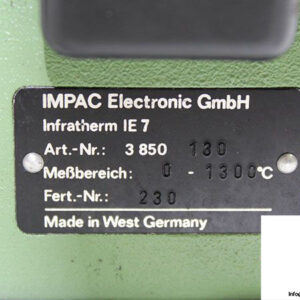 IMPAC Electronic GmbH
Infratherm IE 7
Art.-Nr.: 3 850 130
Meßbereich: 0 - 1300°C
Fert.-Nr.: 230
Made in West Germany